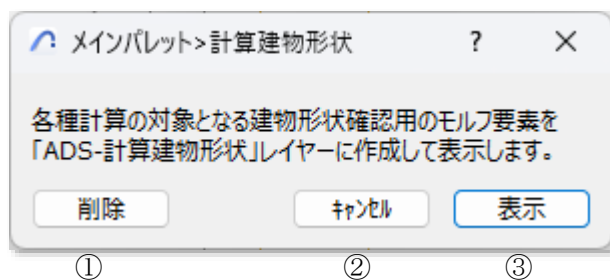 メインパレット>計算建物形状 ? ×
各種計算の対象となる建物形状確認用のモルフ要素を
「ADS-計算建物形状」レイヤーに作成して表示します。
削除 ｷｬﾝｾﾙ 表示
① ② ③